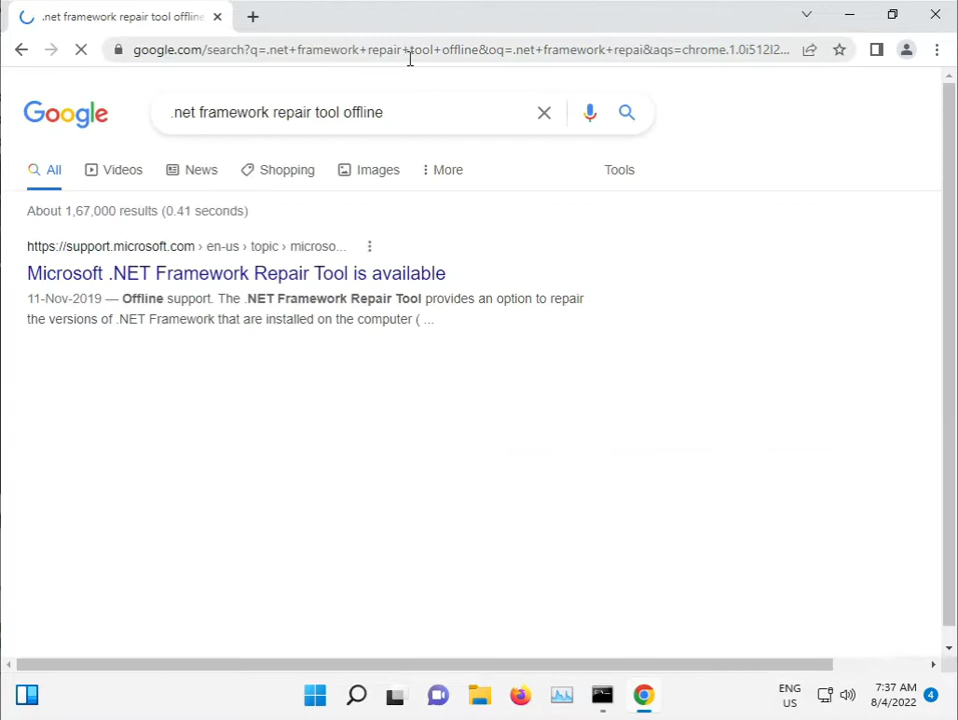 .net framework repair tool offline
google.com/search?q=.net+framework+repair+tool+offline&oq=.net+framework+repai&aqs=chrome.1.0i512l2...
Google
.net framework repair tool offline
All
Videos
News
Shopping
Images
More
Tools
About 1,67,000 results (0.41 seconds)
https://support.microsoft.com › en-us › topic › microso...
Microsoft .NET Framework Repair Tool is available
11-Nov-2019 — Offline support. The .NET Framework Repair Tool provides an option to repair
the versions of .NET Framework that are installed on the computer ( ...
ENG
US
7:37 AM
8/4/2022
4